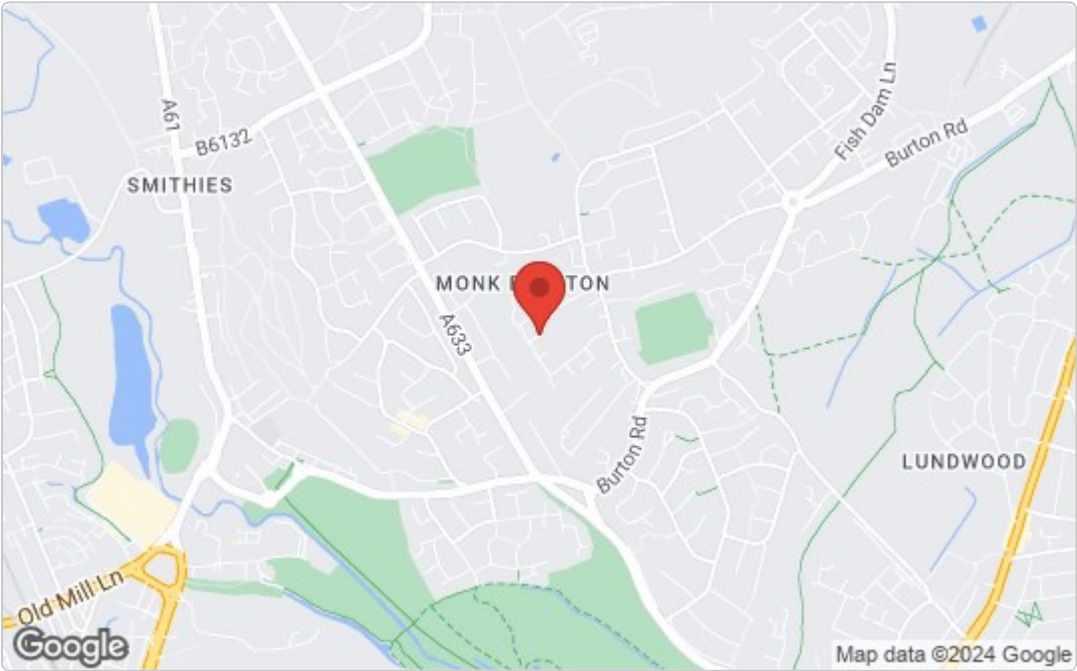 A61
B6132
SMITHIES
Fish Dam Ln
Burton Rd
MONK
TON
A633
Burton Rd
LUNDWOOD
Old Mill Ln
Google
Map data ©2024 Google